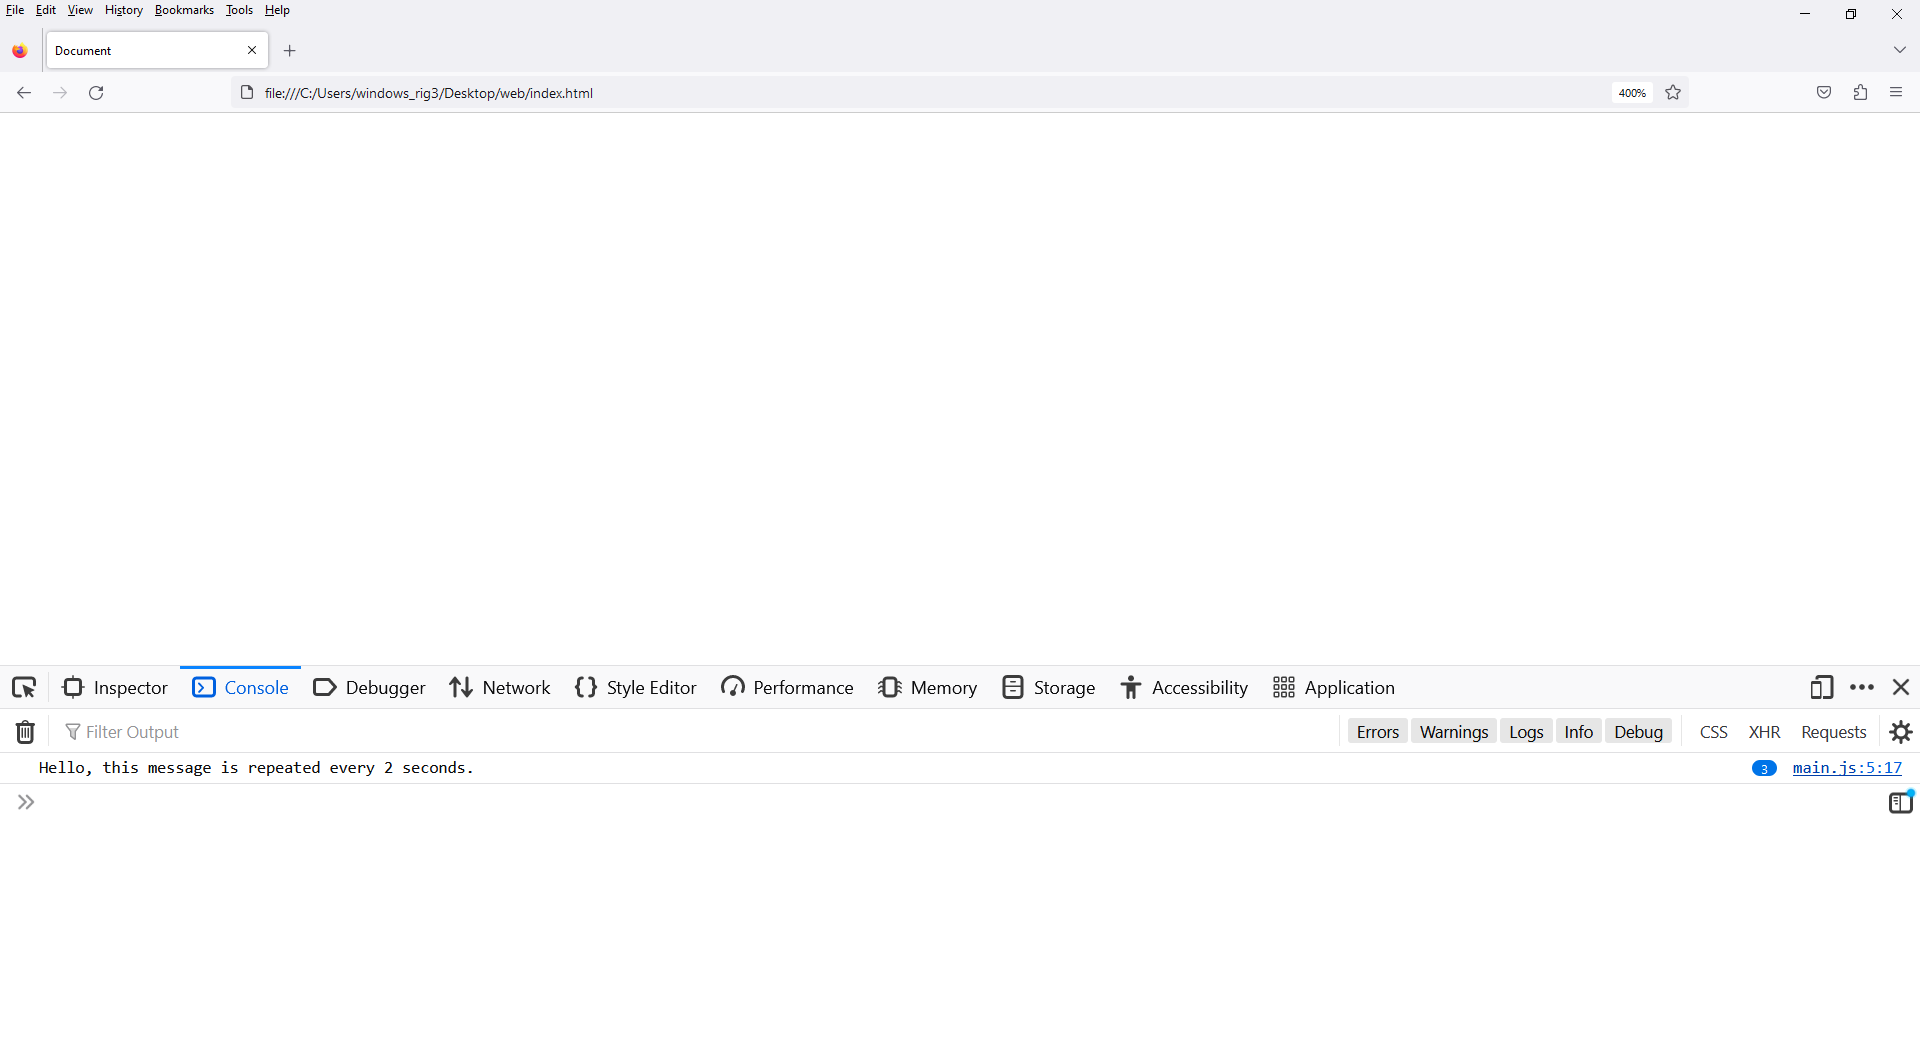 File Edit View History Bookmarks Tools Help
Document
file:///C:/Users/windows_rig3/Desktop/web/index.html 400%
Inspector Console Debugger Network Style Editor Performance Memory Storage Accessibility Application
Filter Output Errors Warnings Logs Info Debug CSS XHR Requests
Hello, this message is repeated every 2 seconds. 3 main.js:5:17